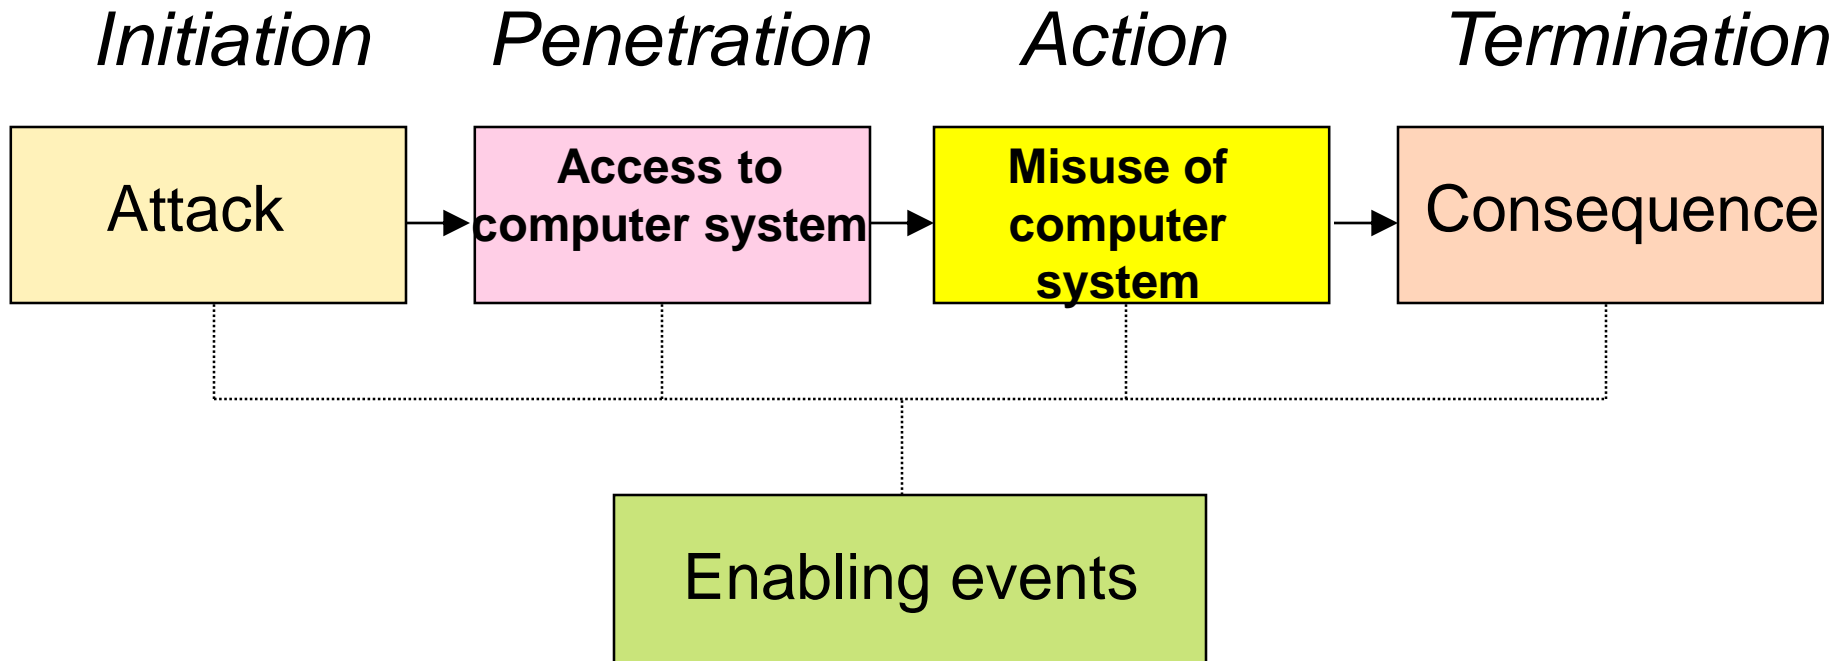 Initiation Penetration Action Termination
Attack
Access to
computer system
Misuse of
computer
system
Consequence
Enabling events